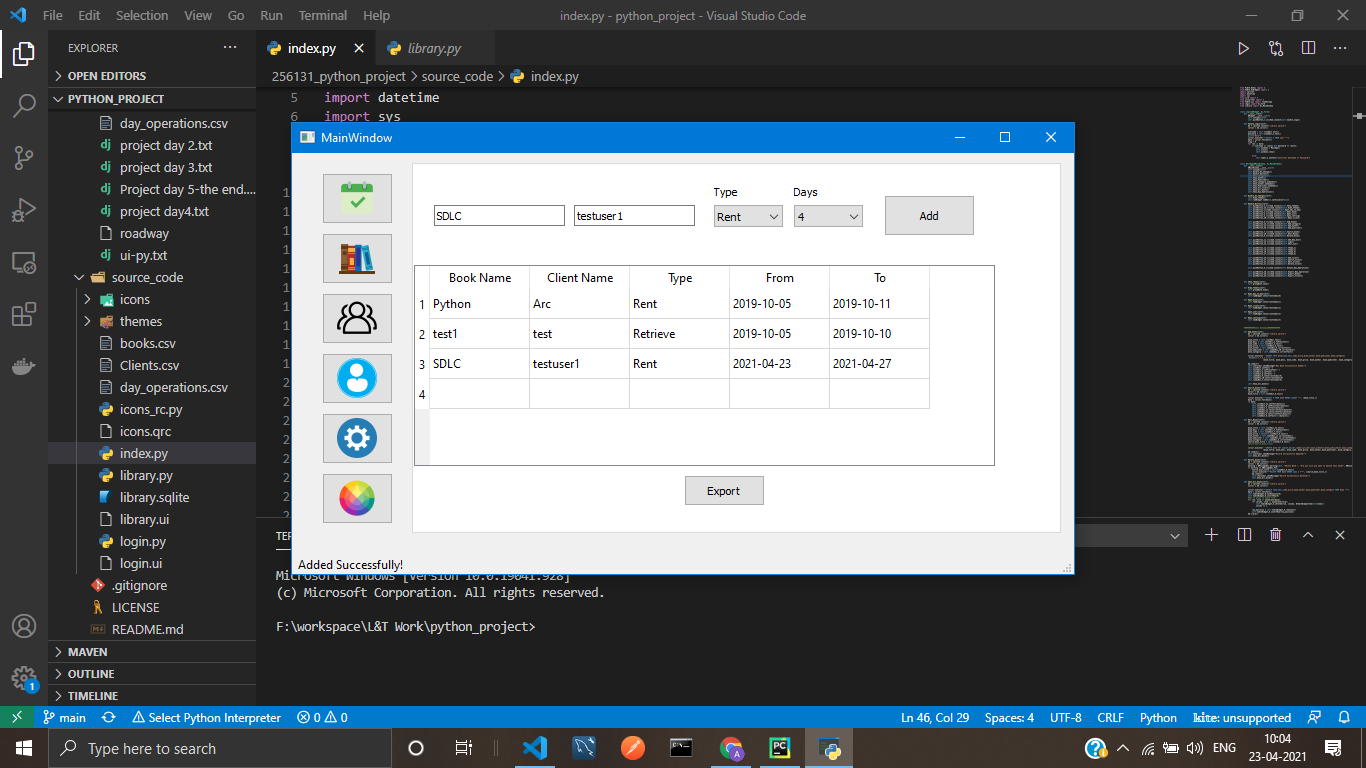 File Edit Selection View Go Run Terminal Help
index.py - python_project - Visual Studio Code
EXPLORER
index.py
library.py
OPEN EDITORS
256131_python_project > source_code > index.py
PYTHON_PROJECT
day_operations.csv
project day 2.txt
project day 3.txt
Project day 5-the end....
project day4.txt
roadway
ui-py.txt
source_code
icons
themes
books.csv
Clients.csv
day_operations.csv
icons_rc.py
icons.qrc
index.py
library.py
library.sqlite
library.ui
login.py
login.ui
.gitignore
LICENSE
README.md
MAVEN
OUTLINE
TIMELINE
5 import datetime
6 import sys
MainWindow
Type Days
SDLC testuser1 Rent 4 Add
Book Name Client Name Type From To
1 Python Arc Rent 2019-10-05 2019-10-11
2 test1 test Retrieve 2019-10-05 2019-10-10
3 SDLC testuser1 Rent 2021-04-23 2021-04-27
4
Export
Added Successfully!
Microsoft Windows [Version 10.0.19041.928]
(c) Microsoft Corporation. All rights reserved.
F:\workspace\L&T Work\python_project>
main Select Python Interpreter 0 0 Ln 46, Col 29 Spaces: 4 UTF-8 CRLF Python kite: unsupported
1
Type here to search
ENG
10:04
23-04-2021